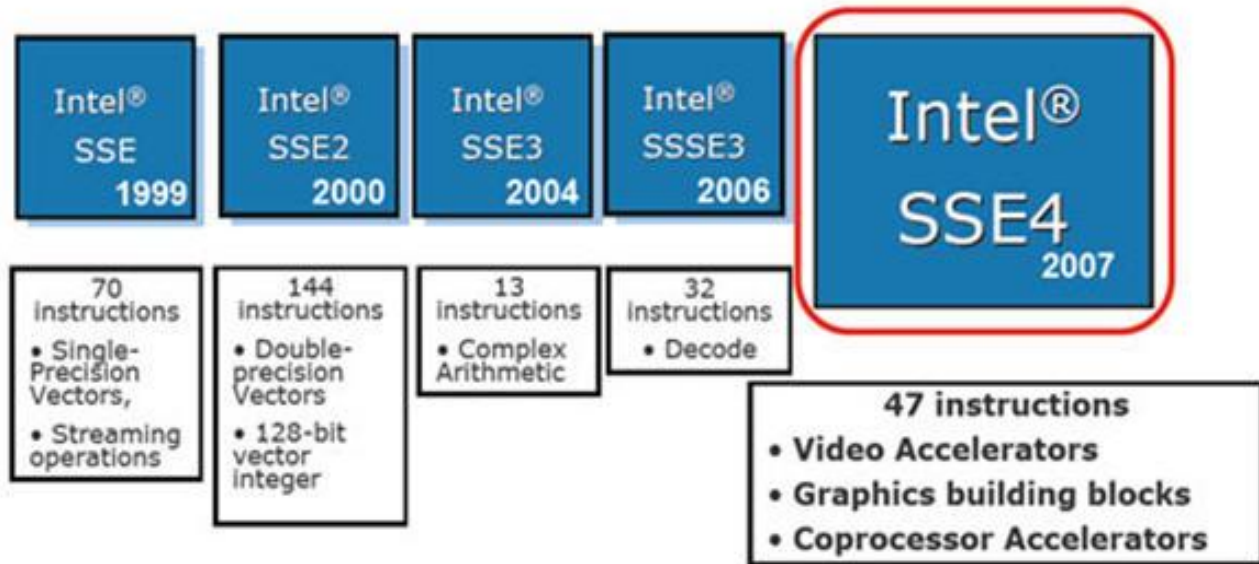 Intel®
SSE
1999
Intel®
SSE2
2000
Intel®
SSE3
2004
Intel®
SSSE3
2006
Intel®
SSE4
2007
70
instructions
• Single-
Precision
Vectors,
• Streaming
operations
144
instructions
• Double-
precision
Vectors
• 128-bit
vector
integer
13
instructions
• Complex
Arithmetic
32
instructions
• Decode
47 instructions
• Video Accelerators
• Graphics building blocks
• Coprocessor Accelerators